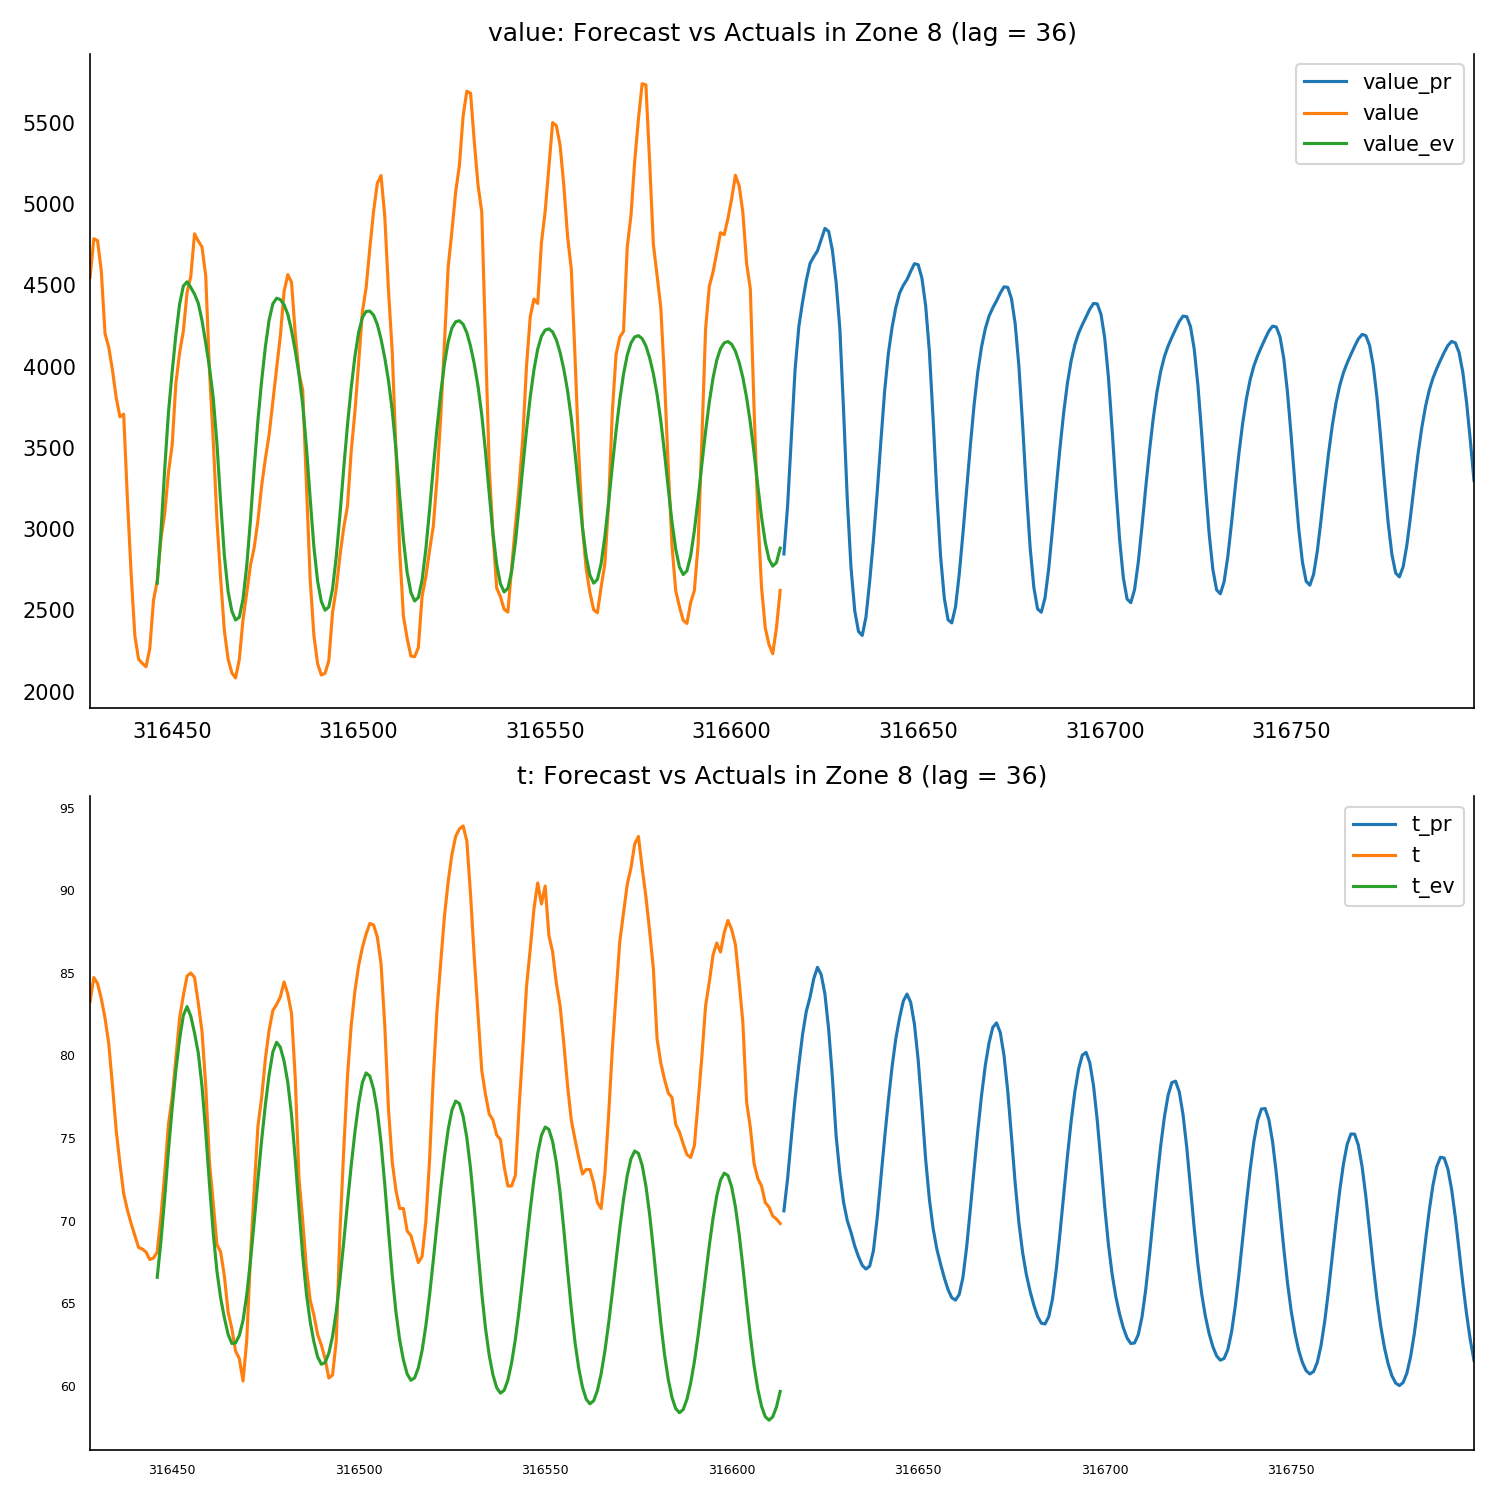 value: Forecast vs Actuals in Zone 8 (lag = 36)
value_pr
value
value_ev
5500
5000
4500
4000
3500
3000
2500
2000
316450 316500 316550 316600 316650 316700 316750
t: Forecast vs Actuals in Zone 8 (lag = 36)
t_pr
t
t_ev
95
90
85
80
75
70
65
60
316450 316500 316550 316600 316650 316700 316750